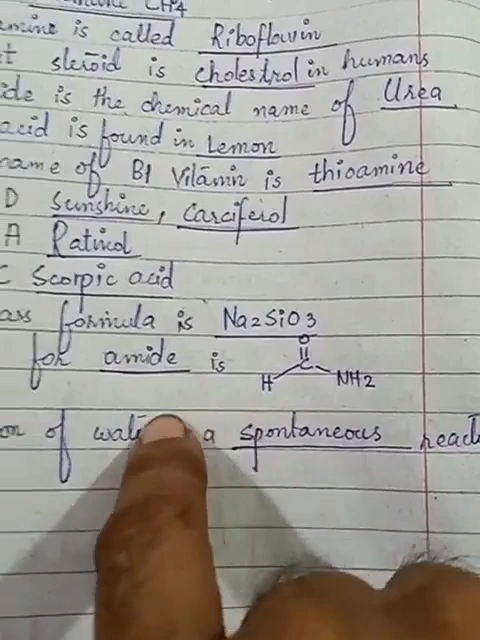 CH4
amine is called Riboflavin
t steroid is cholestrol in humans
ide is the chemical name of Urea
acid is found in Lemon
name of B1 Vitamin is thioamine
D Sunshine, Carciferol
A Ratinol
C Scorpic acid
ass formula is Na2SiO3
for amide is
O
H C NH2
on of wat a spontaneous react